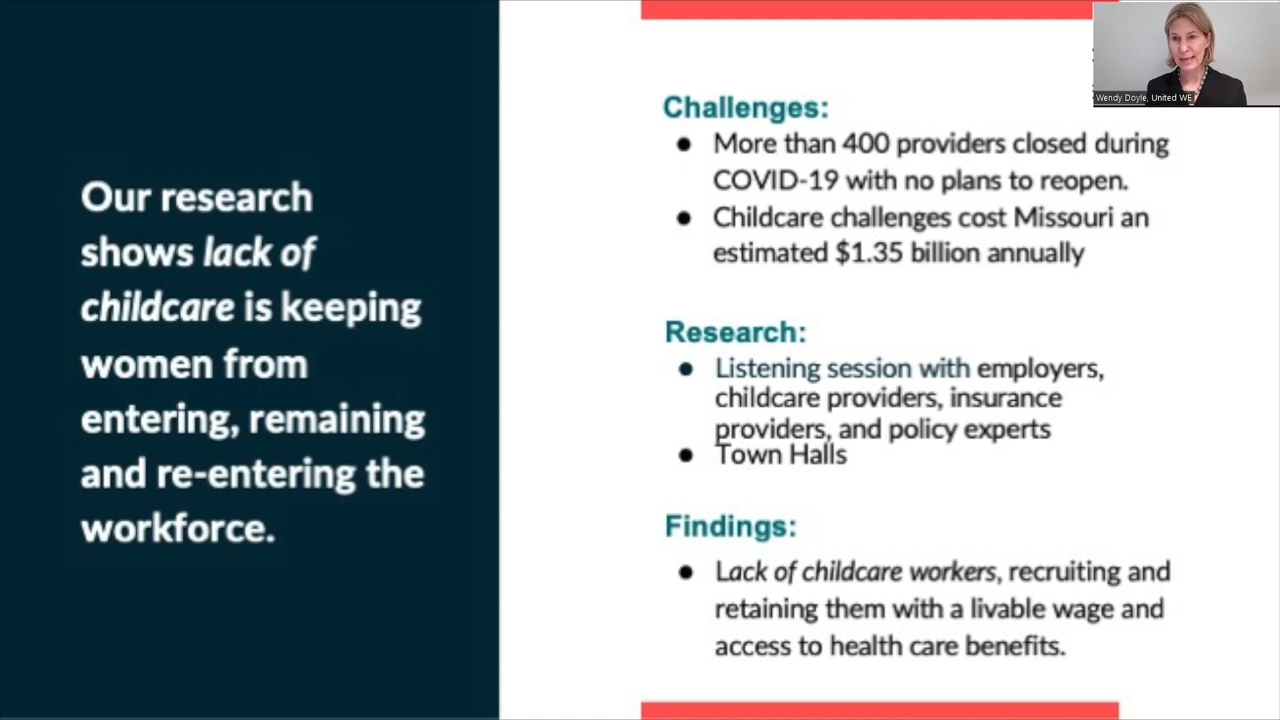 Our research
shows lack of
childcare is keeping
women from
entering, remaining
and re-entering the
workforce.
Challenges:
● More than 400 providers closed during
COVID-19 with no plans to reopen.
● Childcare challenges cost Missouri an
estimated $1.35 billion annually
Research:
● Listening session with employers,
childcare providers, insurance
providers, and policy experts
● Town Halls
Findings:
● Lack of childcare workers, recruiting and
retaining them with a livable wage and
access to health care benefits.
Wendy Doyle, United WE